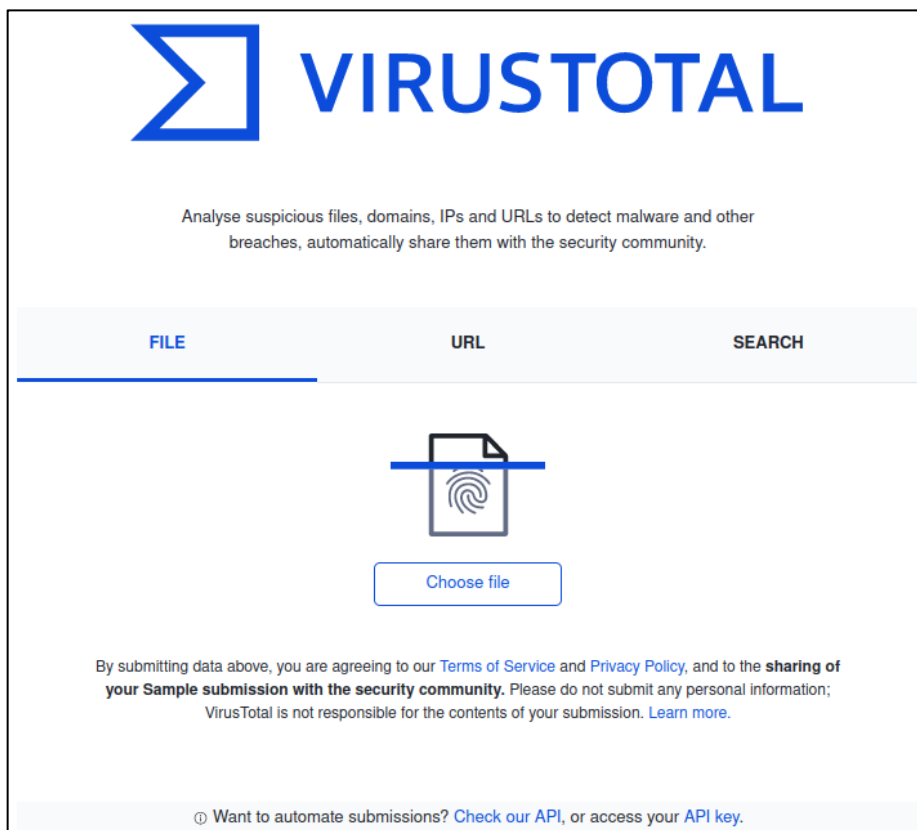 VIRUSTOTAL
Analyse suspicious files, domains, IPs and URLs to detect malware and other
breaches, automatically share them with the security community.
FILE URL SEARCH
Choose file
By submitting data above, you are agreeing to our Terms of Service and Privacy Policy, and to the sharing of
your Sample submission with the security community. Please do not submit any personal information;
VirusTotal is not responsible for the contents of your submission. Learn more.
Want to automate submissions? Check our API, or access your API key.